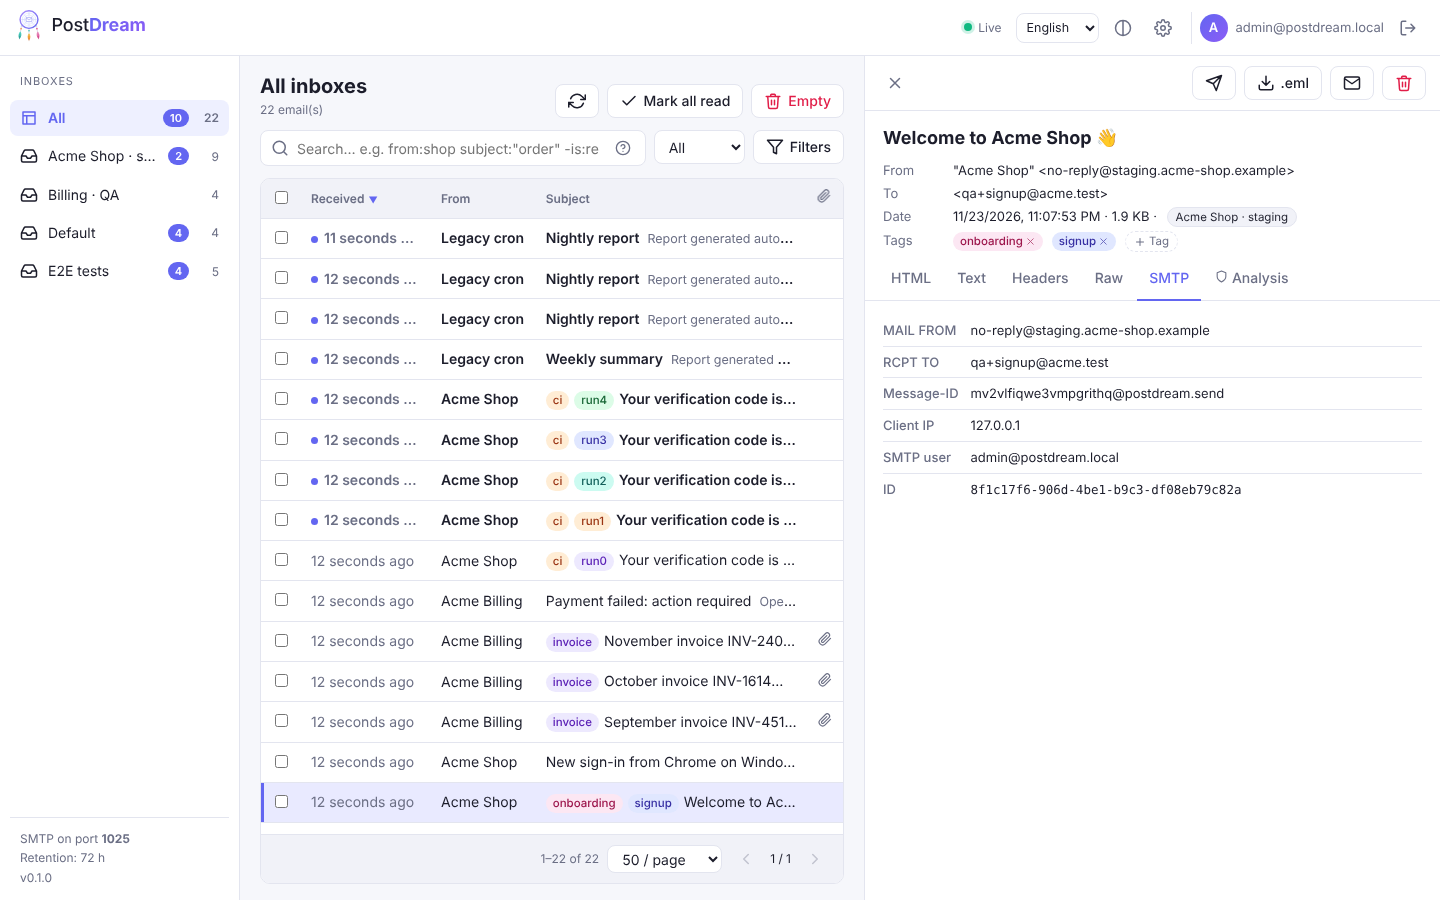 PostDream
Live
English
A
admin@postdream.local
INBOXES
All 10 22
Acme Shop · s... 2 9
Billing · QA 4
Default 4 4
E2E tests 4 5
SMTP on port 1025
Retention: 72 h
v0.1.0
All inboxes
22 email(s)
Mark all read
Empty
Search... e.g. from:shop subject:"order" -is:re
All
Filters
Received ▼ From Subject
11 seconds ... Legacy cron Nightly report Report generated auto...
12 seconds ... Legacy cron Nightly report Report generated auto...
12 seconds ... Legacy cron Nightly report Report generated auto...
12 seconds ... Legacy cron Weekly summary Report generated ...
12 seconds ... Acme Shop ci run4 Your verification code is...
12 seconds ... Acme Shop ci run3 Your verification code is...
12 seconds ... Acme Shop ci run2 Your verification code is...
12 seconds ... Acme Shop ci run1 Your verification code is ...
12 seconds ago Acme Shop ci run0 Your verification code is ...
12 seconds ago Acme Billing Payment failed: action required Ope...
12 seconds ago Acme Billing invoice November invoice INV-240...
12 seconds ago Acme Billing invoice October invoice INV-1614...
12 seconds ago Acme Billing invoice September invoice INV-451...
12 seconds ago Acme Shop New sign-in from Chrome on Windo...
12 seconds ago Acme Shop onboarding signup Welcome to Ac...
1–22 of 22 50 / page 1 / 1
.eml
Welcome to Acme Shop 👋
From "Acme Shop" <no-reply@staging.acme-shop.example>
To <qa+signup@acme.test>
Date 11/23/2026, 11:07:53 PM · 1.9 KB · Acme Shop · staging
Tags onboarding × signup × + Tag
HTML Text Headers Raw SMTP Analysis
MAIL FROM no-reply@staging.acme-shop.example
RCPT TO qa+signup@acme.test
Message-ID mv2vlfiqwe3vmpgrithq@postdream.send
Client IP 127.0.0.1
SMTP user admin@postdream.local
ID 8f1c17f6-906d-4be1-b9c3-df08eb79c82a